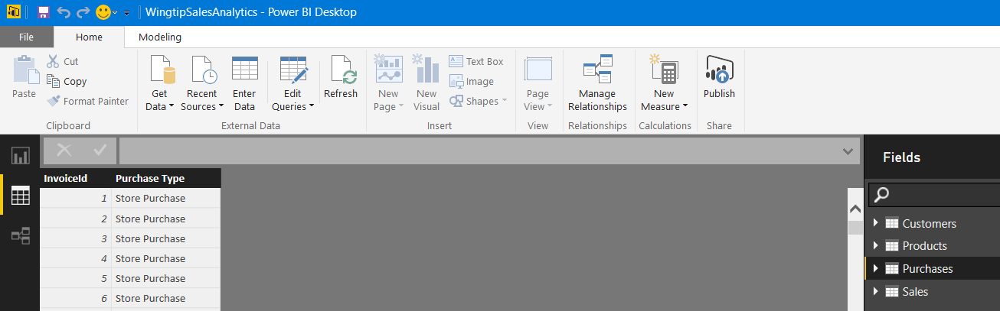 WingtipSalesAnalytics - Power BI Desktop
File Home Modeling
Paste
Cut
Copy
Format Painter
Get Data
Recent Sources
Enter Data
Edit Queries
Refresh
New Page
New Visual
Text Box
Image
Shapes
Page View
Manage Relationships
New Measure
Publish
Clipboard External Data Insert View Relationships Calculations Share
Fields
InvoiceId Purchase Type
1 Store Purchase
2 Store Purchase
3 Store Purchase
4 Store Purchase
5 Store Purchase
6 Store Purchase
Customers
Products
Purchases
Sales